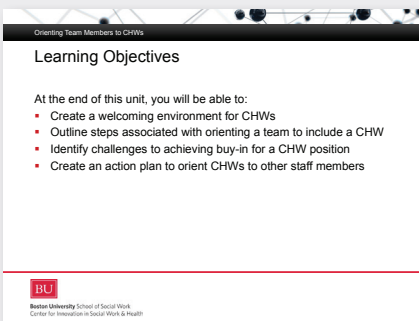 Orienting Team Members to CHWs
Learning Objectives
At the end of this unit, you will be able to:
▪ Create a welcoming environment for CHWs
▪ Outline steps associated with orienting a team to include a CHW
▪ Identify challenges to achieving buy-in for a CHW position
▪ Create an action plan to orient CHWs to other staff members
BU
Boston University School of Social Work
Center for Innovation in Social Work & Health